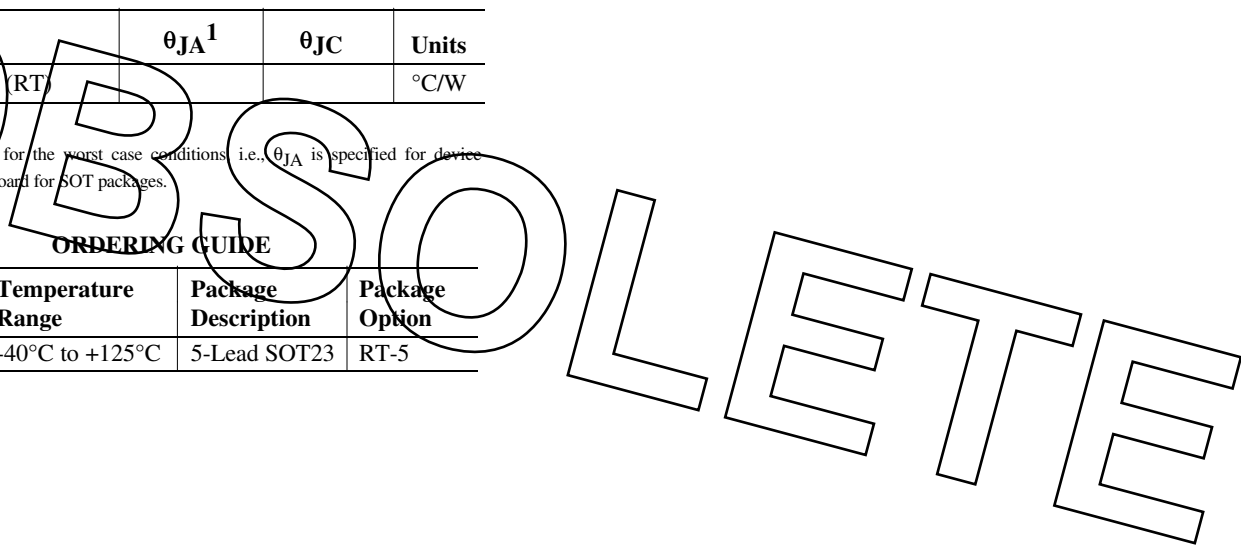 θJA1 θJC Units
(RT) °C/W
for the worst case conditions, i.e., θJA is specified for device
board for SOT packages.
ORDERING GUIDE
Temperature Package Package
Range Description Option
-40°C to +125°C 5-Lead SOT23 RT-5
BSOLETE